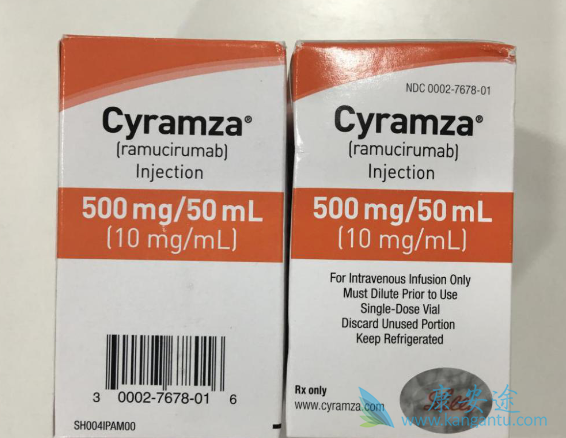 Cyramza®
(ramucirumab)
Injection
500 mg/50 mL
(10 mg/mL)
3 0002-7678-01 6
SH004IPAM00
NDC 0002-7678-01
Cyramza®
(ramucirumab)
Injection
500 mg/50 mL
(10 mg/mL)
For Intravenous Infusion Only
Must Dilute Prior to Use
Single-Dose Vial
Discard Unused Portion
Keep Refrigerated
Rx only
www.cyramza.com
Lilly
康安途
www.kangantu.com